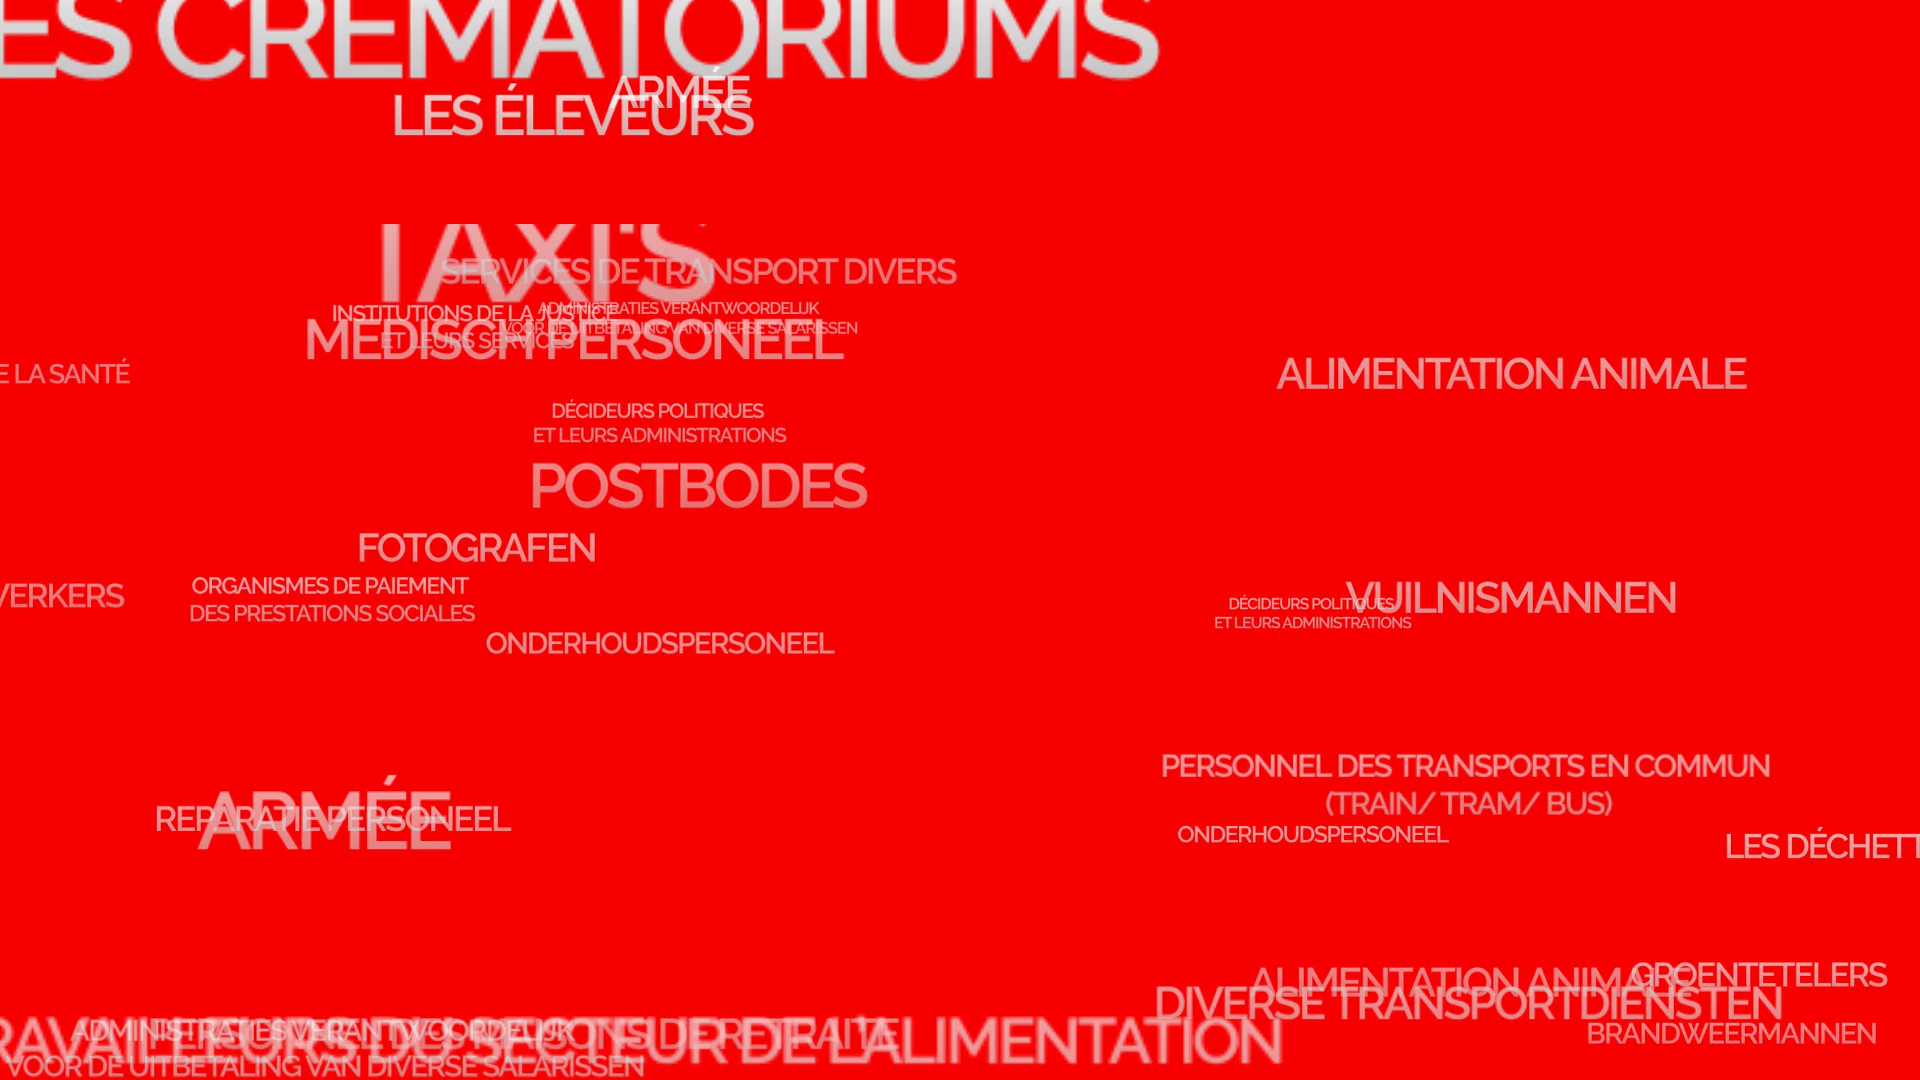 ES CRÉMATORIUMS
ARMÉE
LES ÉLEVEURS
TAXI'S
SERVICES DE TRANSPORT DIVERS
INSTITUTIONS DE LA JUSTICE
ET LEURS SERVICES
ADMINISTRATIES VERANTWOORDELIJK
VOOR DE UITBETALING VAN DIVERSE SALARISSEN
MEDISCH PERSONEEL
E LA SANTÉ
ALIMENTATION ANIMALE
DÉCIDEURS POLITIQUES
ET LEURS ADMINISTRATIONS
POSTBODES
FOTOGRAFEN
ORGANISMES DE PAIEMENT
DES PRESTATIONS SOCIALES
VERKERS
VUILNISMANNEN
DÉCIDEURS POLITIQUES
ET LEURS ADMINISTRATIONS
ONDERHOUDSPERSONEEL
PERSONNEL DES TRANSPORTS EN COMMUN
(TRAIN/ TRAM/ BUS)
ARMÉE
REPARATIE PERSONEEL
ONDERHOUDSPERSONEEL
LES DÉCHETT
ALIMENTATION ANIMALE
GROENTETELERS
DIVERSE TRANSPORTDIENSTEN
BRANDWEERMANNEN
ADMINISTRATIES VERANTWOORDELIJK
VOOR DE UITBETALING VAN DIVERSE SALARISSEN
DE RETRAITE
SECTEUR DE L'ALIMENTATION